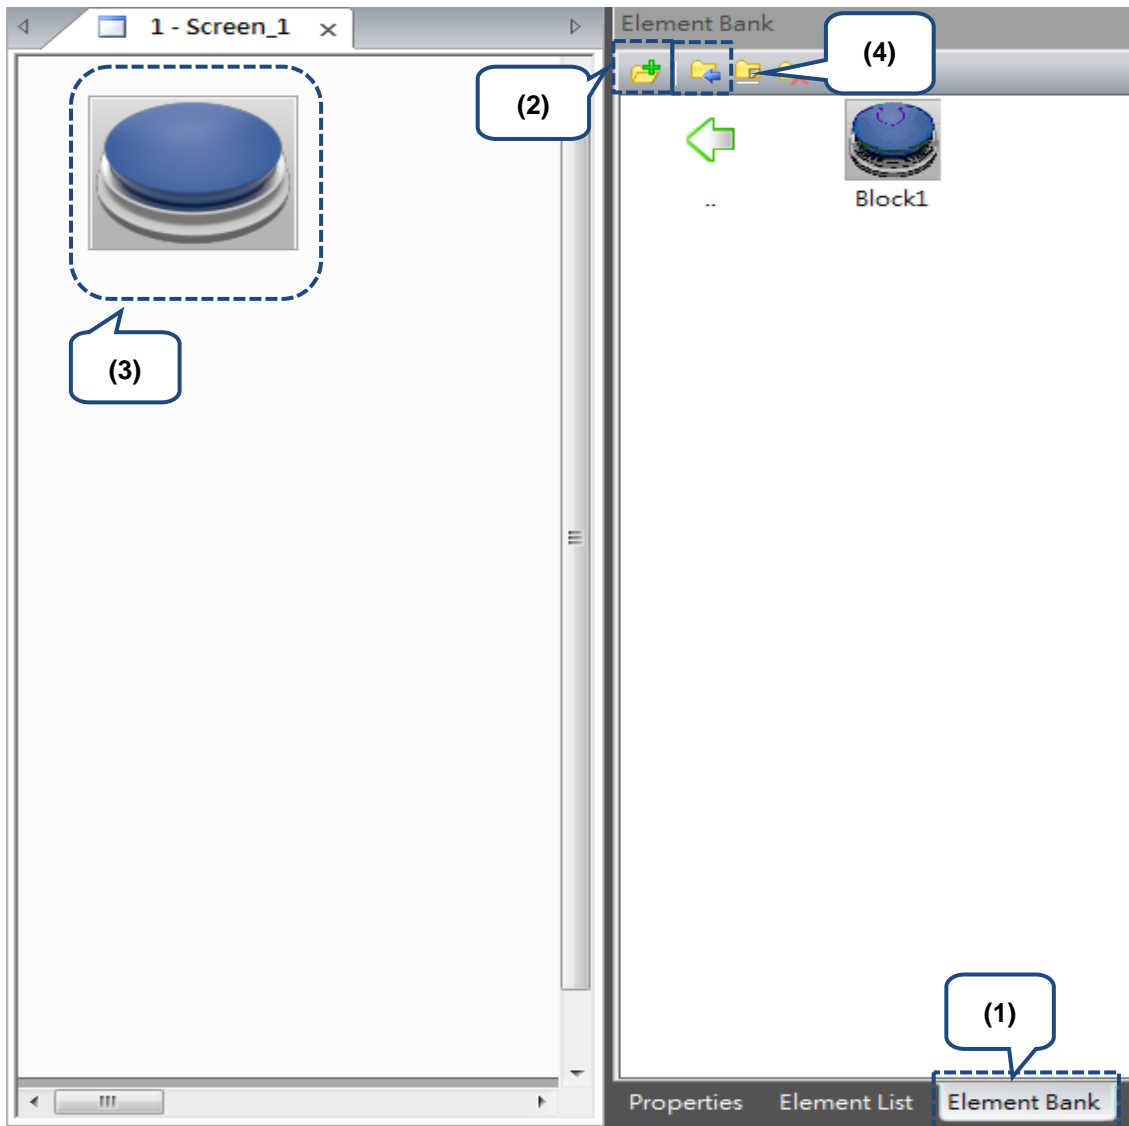 1 - Screen_1
Element Bank
(4)
(2)
..
Block1
(3)
(1)
Properties
Element List
Element Bank